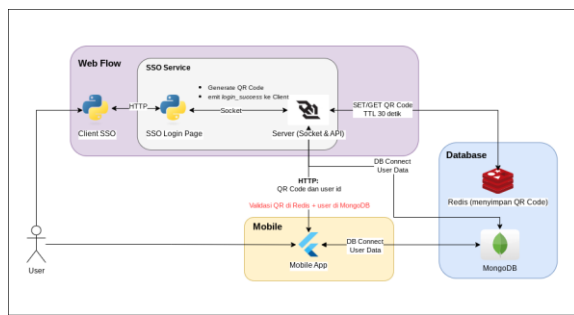 Web Flow
SSO Service
Generate QR Code
emit login_success ke Client
HTTP
Socket
Client SSO
SSO Login Page
Server (Socket & API)
SET/GET QR Code
TTL 30 detik
DB Connect
User Data
Database
HTTP:
QR Code dan user id
Redis (menyimpan QR Code)
Validasi QR di Redis + user di MongoDB
Mobile
DB Connect
User Data
User
Mobile App
MongoDB